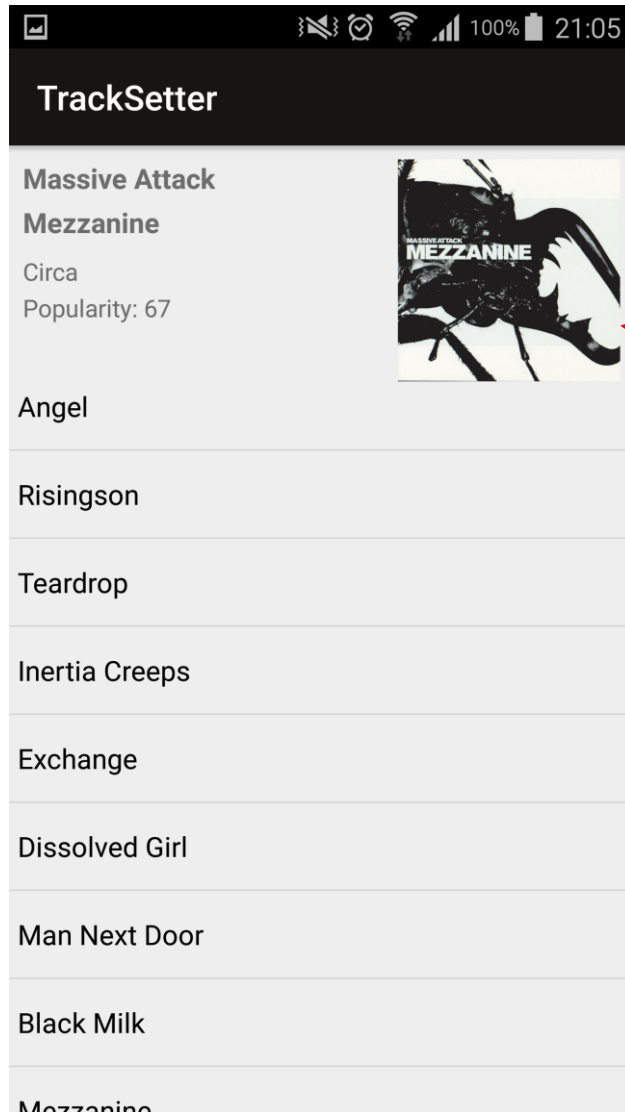 100% 21:05
TrackSetter
Massive Attack
Mezzanine
Circa
Popularity: 67
MASSIVE ATTACK
MEZZANINE
Angel
Risingson
Teardrop
Inertia Creeps
Exchange
Dissolved Girl
Man Next Door
Black Milk
Mezzanine